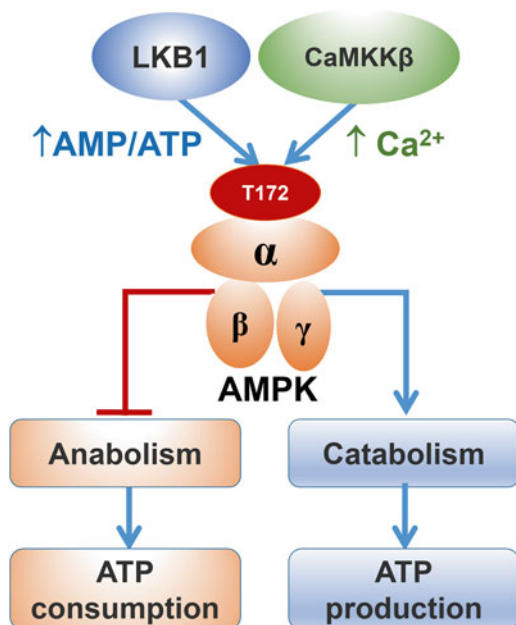 LKB1
CaMKKβ
↑AMP/ATP
↑ Ca²⁺
T172
α
β
γ
AMPK
Anabolism
Catabolism
ATP
consumption
ATP
production